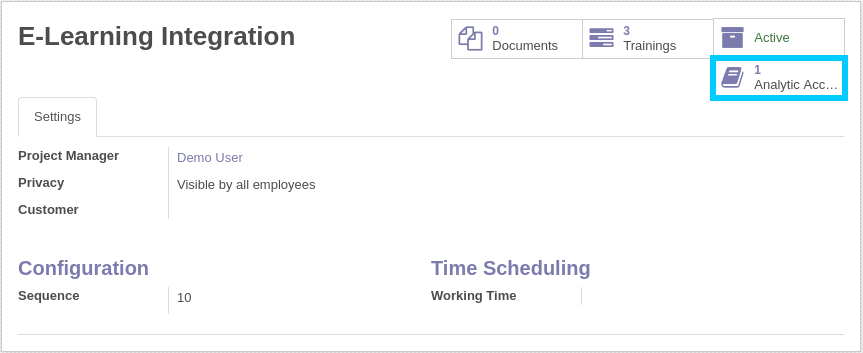 E-Learning Integration
0
Documents
3
Trainings
Active
1
Analytic Acc...
Settings
Project Manager Demo User
Privacy Visible by all employees
Customer
Configuration
Sequence 10
Time Scheduling
Working Time